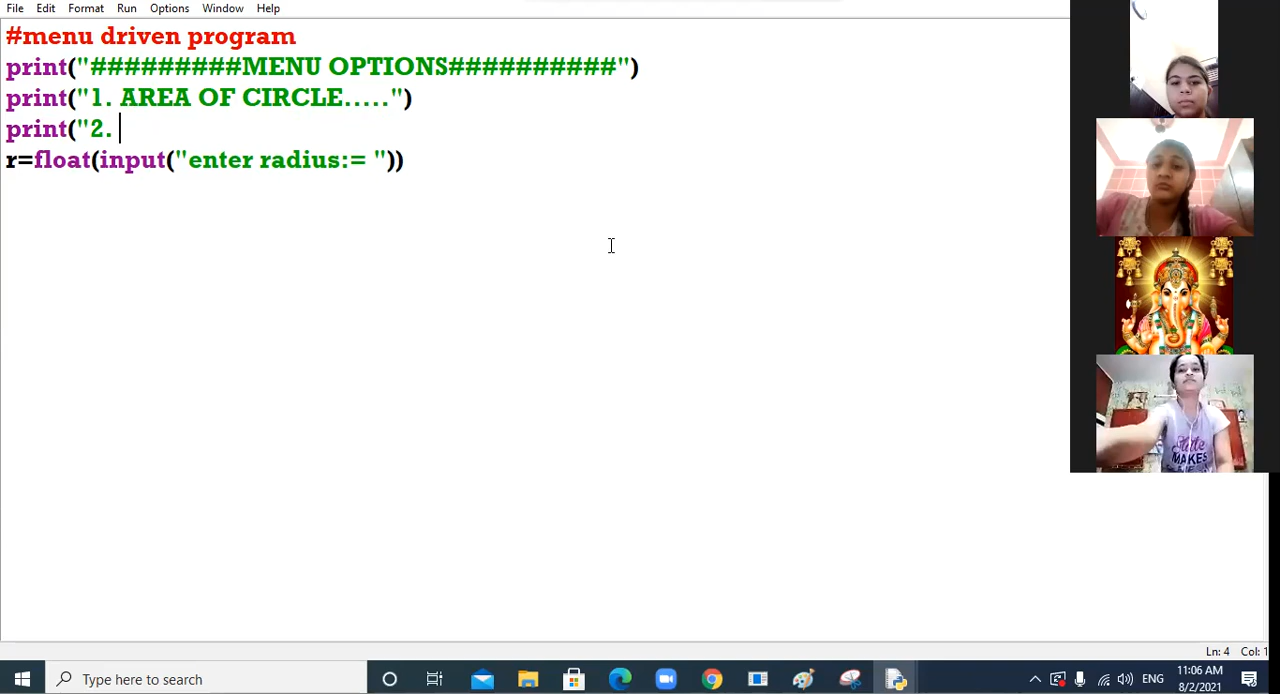 File Edit Format Run Options Window Help
#menu driven program
print("#########MENU OPTIONS##########")
print("1. AREA OF CIRCLE.....")
print("2.
r=float(input("enter radius:= "))
State
MAKES
Ln: 4 Col: 1
Type here to search
ENG
11:06 AM
8/2/2021